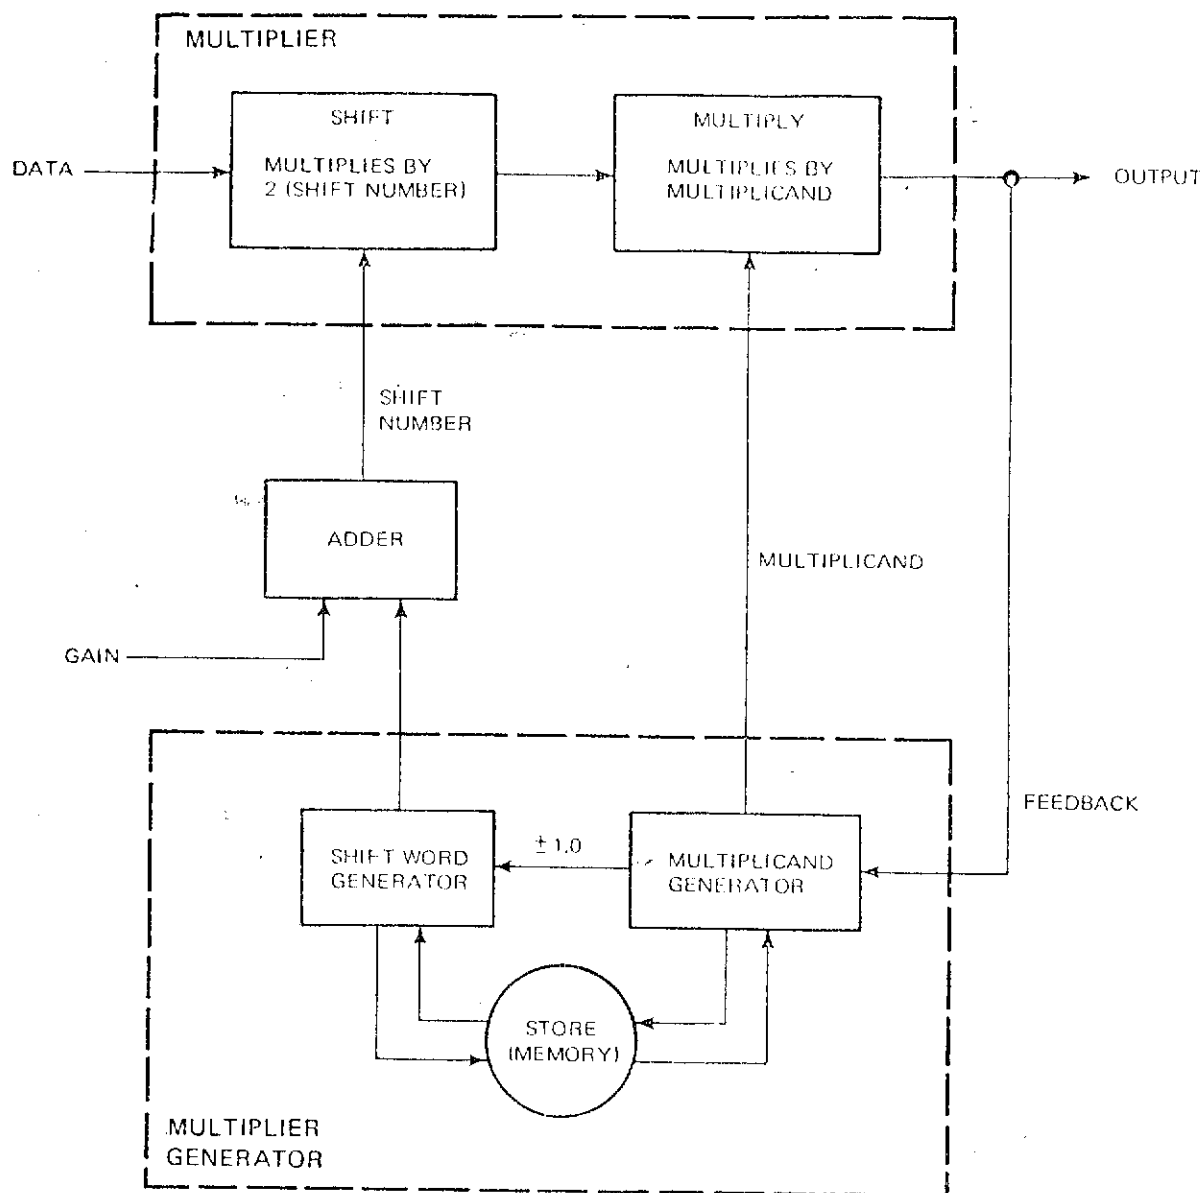 MULTIPLIER
SHIFT
MULTIPLIES BY
2 (SHIFT NUMBER)
MULTIPLY
MULTIPLIES BY
MULTIPLICAND
DATA
OUTPUT
SHIFT
NUMBER
ADDER
MULTIPLICAND
GAIN
FEEDBACK
SHIFT WORD
GENERATOR
± 1.0
MULTIPLICAND
GENERATOR
STORE
(MEMORY)
MULTIPLIER
GENERATOR